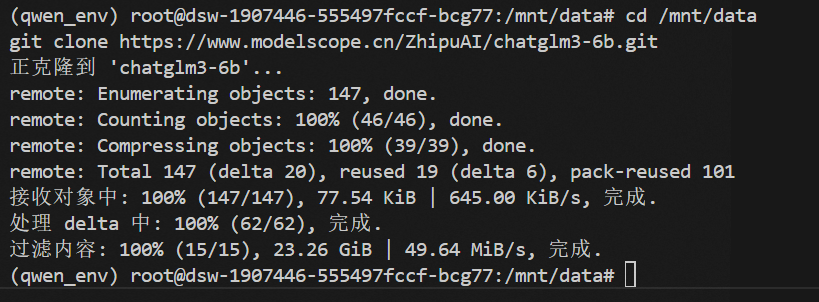 (qwen_env) root@dsw-1907446-555497fccf-bcg77:/mnt/data# cd /mnt/data
git clone https://www.modelscope.cn/ZhipuAI/chatglm3-6b.git
正克隆到 'chatglm3-6b'...
remote: Enumerating objects: 147, done.
remote: Counting objects: 100% (46/46), done.
remote: Compressing objects: 100% (39/39), done.
remote: Total 147 (delta 20), reused 19 (delta 6), pack-reused 101
接收对象中: 100% (147/147), 77.54 KiB | 645.00 KiB/s, 完成.
处理 delta 中: 100% (62/62), 完成.
过滤内容: 100% (15/15), 23.26 GiB | 49.64 MiB/s, 完成.
(qwen_env) root@dsw-1907446-555497fccf-bcg77:/mnt/data#